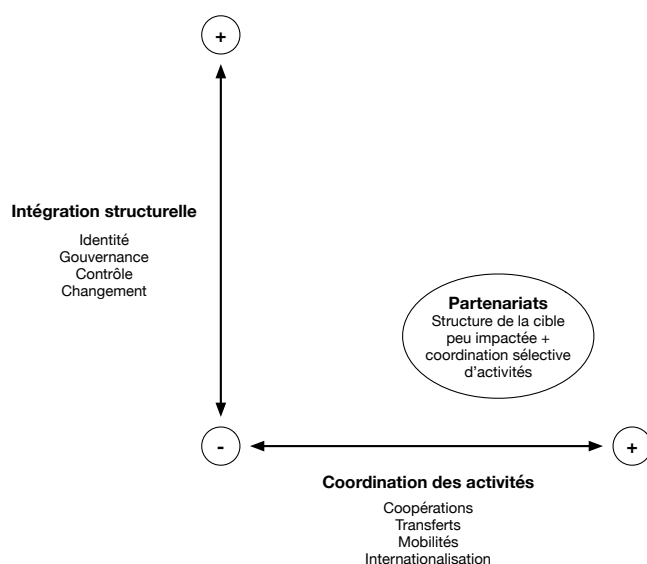 +
Intégration structurelle
Identité
Gouvernance
Contrôle
Changement
Partenariats
Structure de la cible
peu impactée +
coordination sélective
d'activités
-
+
Coordination des activités
Coopérations
Transferts
Mobilités
Internationalisation